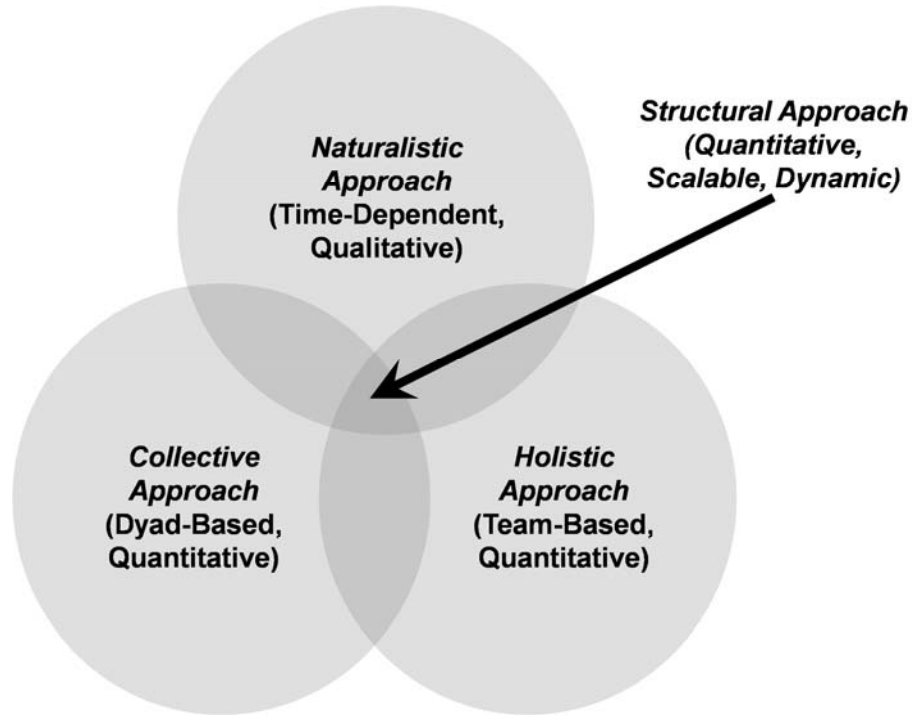 Naturalistic
Approach
(Time-Dependent,
Qualitative)
Structural Approach
(Quantitative,
Scalable, Dynamic)
Collective
Approach
(Dyad-Based,
Quantitative)
Holistic
Approach
(Team-Based,
Quantitative)